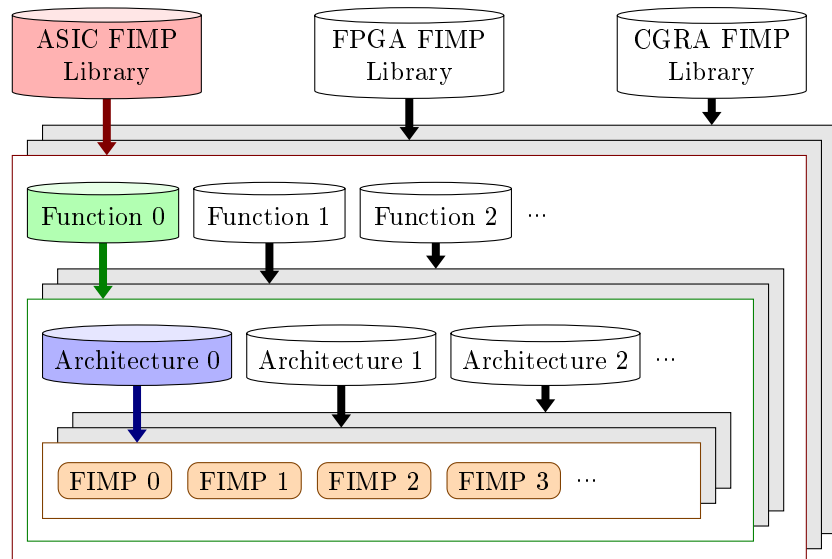 ASIC FIMP
Library
FPGA FIMP
Library
CGRA FIMP
Library
Function 0
Function 1
Function 2
...
Architecture 0
Architecture 1
Architecture 2
...
FIMP 0
FIMP 1
FIMP 2
FIMP 3
...